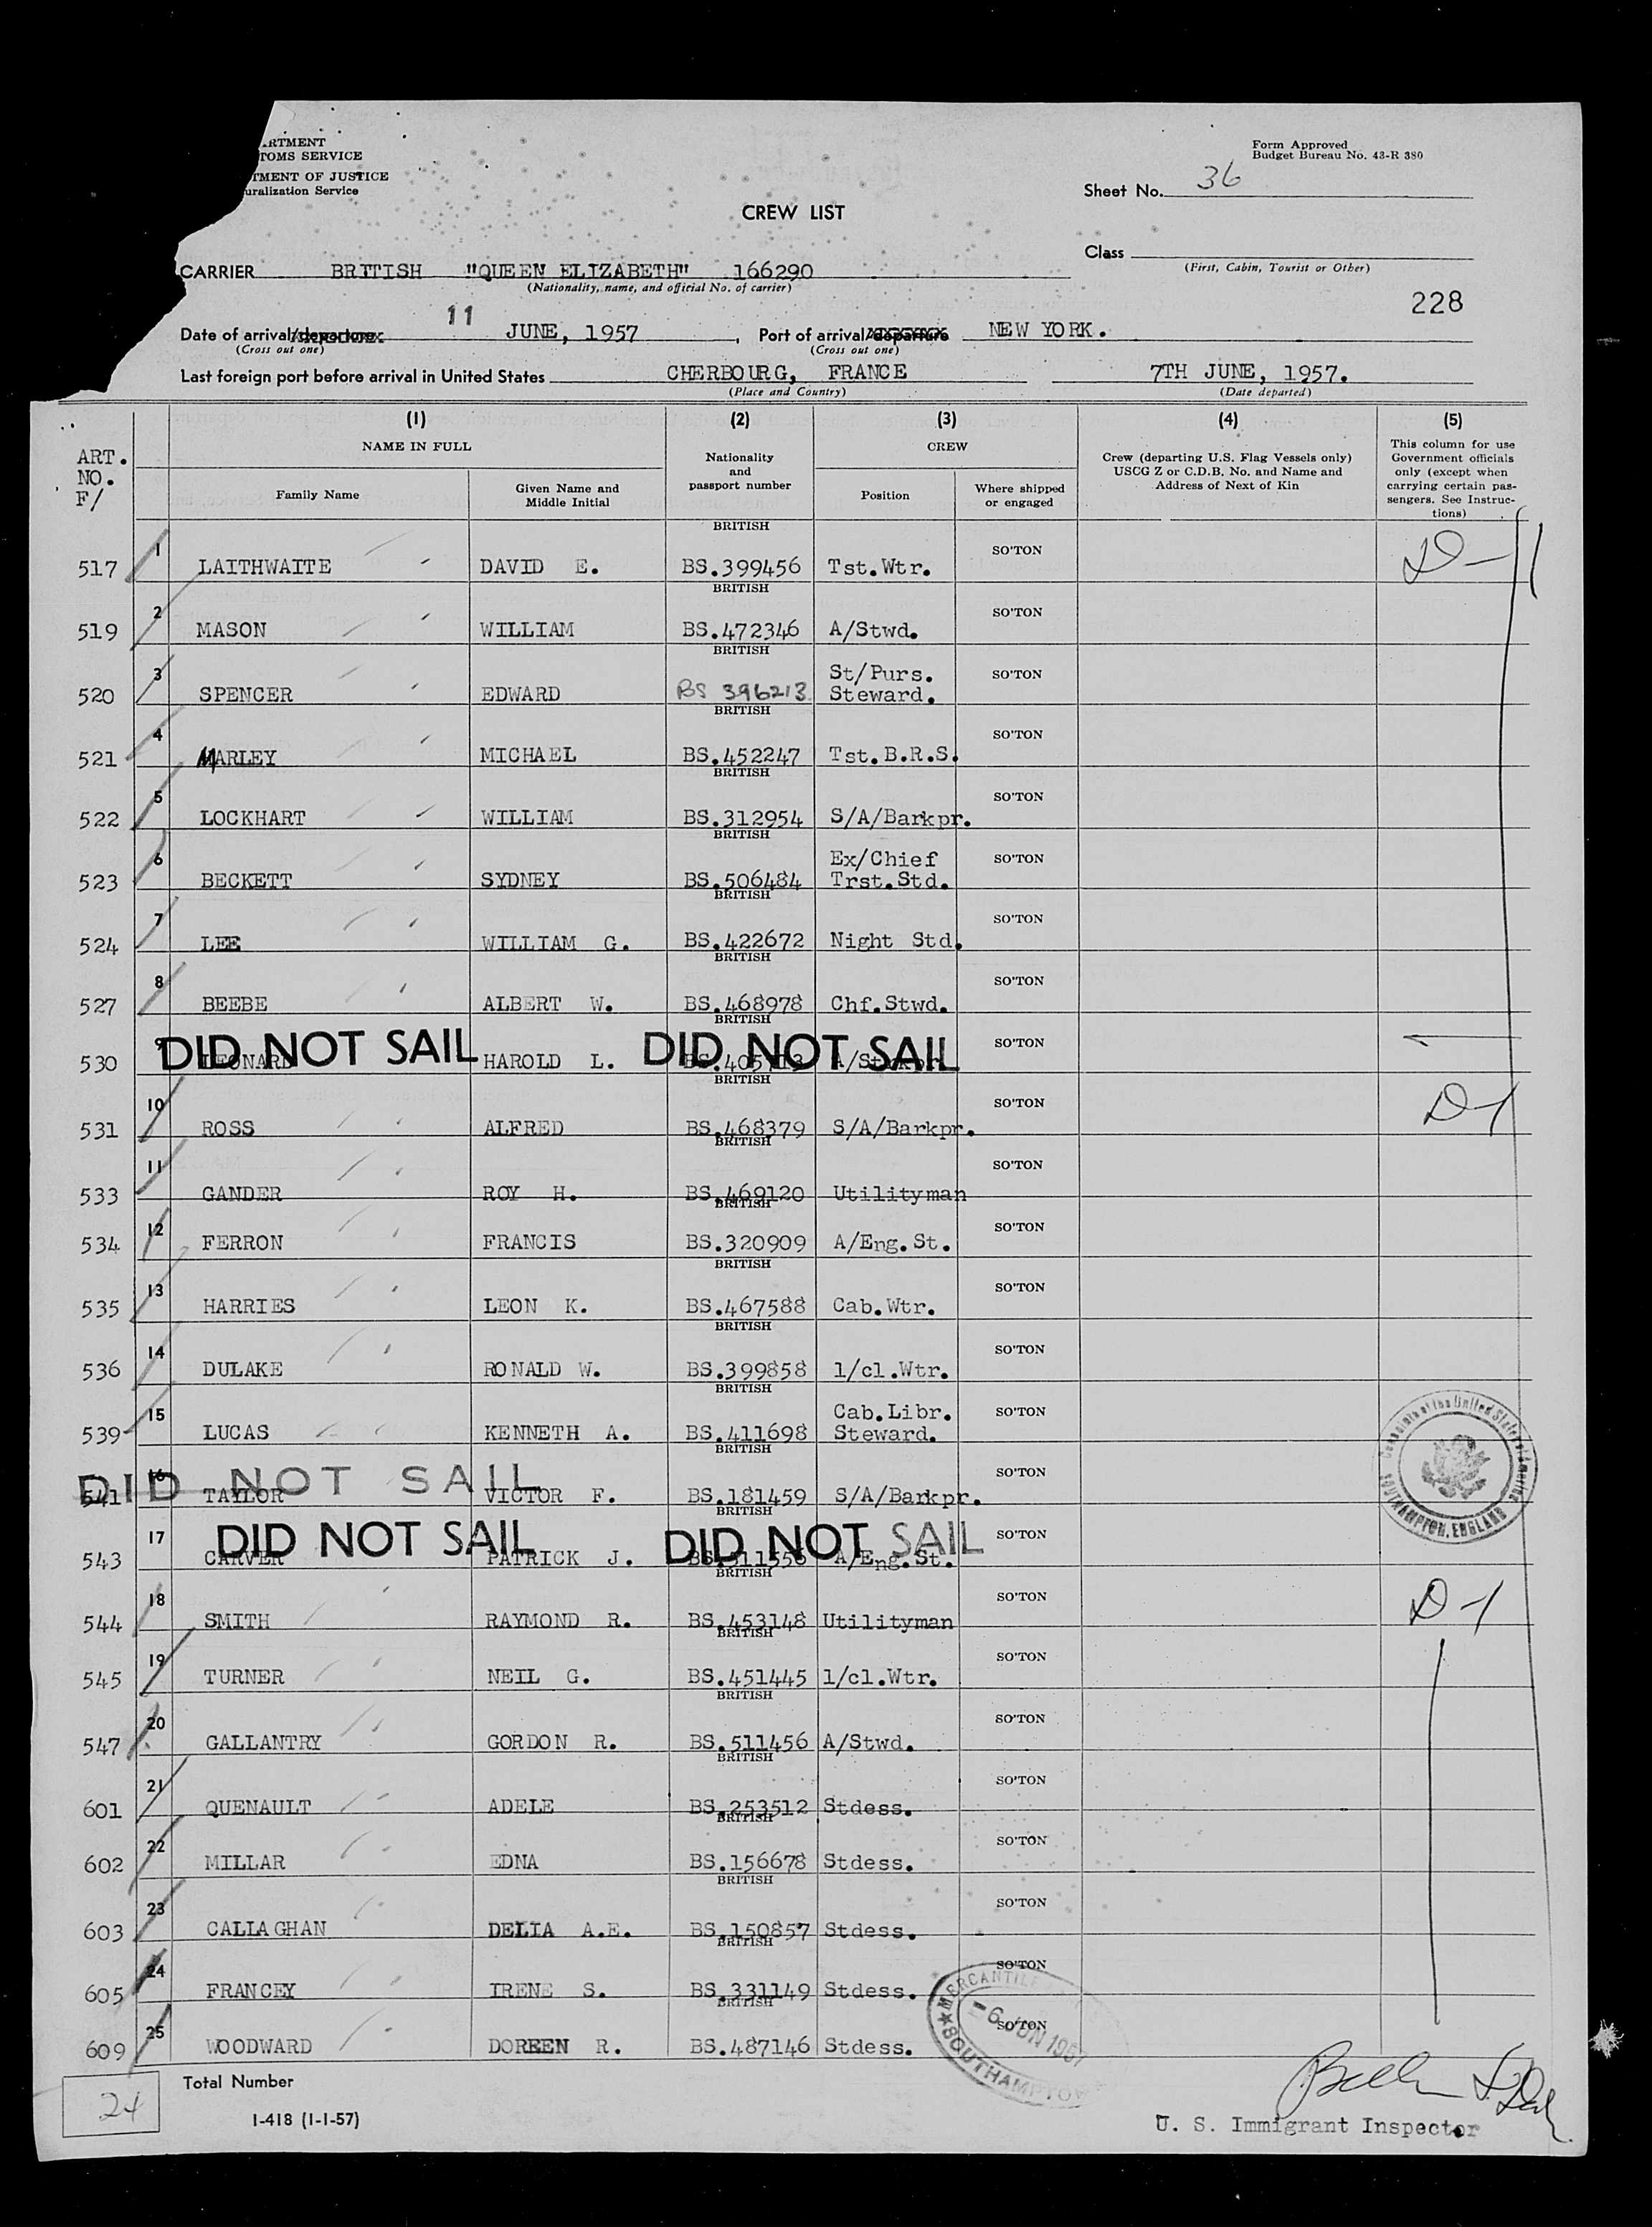 ARTMENT
TOMS SERVICE
TMENT OF JUSTICE
uralization Service
Form Approved
Budget Bureau No. 43-R 380
Sheet No. 36
CREW LIST
Class
(First, Cabin, Tourist or Other)
CARRIER BRITISH "QUEEN ELIZABETH" 166290
(Nationality, name, and official No. of carrier)
228
Date of arrival/departure 11 JUNE, 1957, Port of arrival/departure NEW YORK.
(Cross out one) (Cross out one)
Last foreign port before arrival in United States CHERBOURG, FRANCE 7TH JUNE, 1957.
(Place and Country) (Date departed)
ART. NO. F/
(1) NAME IN FULL
Family Name
Given Name and Middle Initial
(2) Nationality and passport number
(3) CREW
Position
Where shipped or engaged
(4) Crew (departing U.S. Flag Vessels only) USCG Z or C.D.B. No. and Name and Address of Next of Kin
(5) This column for use Government officials only (except when carrying certain passengers. See Instructions)
517 1 LAITHWAITE DAVID E. BRITISH BS.399456 Tst.Wtr. SO'TON D-1
519 2 MASON WILLIAM BRITISH BS.472346 A/Stwd. SO'TON
520 3 SPENCER EDWARD BRITISH BS 396213 St/Purs. Steward. SO'TON
521 4 MARLEY MICHAEL BRITISH BS.452247 Tst.B.R.S. SO'TON
522 5 LOCKHART WILLIAM BRITISH BS.312954 S/A/Barkpr. SO'TON
523 6 BECKETT SYDNEY BRITISH BS.506484 Ex/Chief Trst.Std. SO'TON
524 7 LEE WILLIAM G. BRITISH BS.422672 Night Std. SO'TON
527 8 BEEBE ALBERT W. BRITISH BS.468978 Chf.Stwd. SO'TON
530 9 LEONARD HAROLD L. BRITISH SO'TON
DID NOT SAIL DID NOT SAIL
531 10 ROSS ALFRED BRITISH BS.468379 S/A/Barkpr. SO'TON D-1
533 11 GANDER ROY H. BRITISH BS.469120 Utilityman SO'TON
534 12 FERRON FRANCIS BRITISH BS.320909 A/Eng.St. SO'TON
535 13 HARRIES LEON K. BRITISH BS.467588 Cab.Wtr. SO'TON
536 14 DULAKE RONALD W. BRITISH BS.399858 1/cl.Wtr. SO'TON
539 15 LUCAS KENNETH A. BRITISH BS.411698 Cab.Libr. Steward. SO'TON
541 16 TAYLOR VICTOR F. BRITISH BS.181459 S/A/Barkpr. SO'TON
DID NOT SAIL
543 17 CARVER PATRICK J. BRITISH A/Eng.St. SO'TON
DID NOT SAIL DID NOT SAIL
SOUTHAMPTON, ENGLAND
544 18 SMITH RAYMOND R. BRITISH BS.453148 Utilityman SO'TON D-1
545 19 TURNER NEIL G. BRITISH BS.451445 1/cl.Wtr. SO'TON
547 20 GALLANTRY GORDON R. BRITISH BS.511456 A/Stwd. SO'TON
601 21 QUENAULT ADELE BRITISH BS.253512 Stdess. SO'TON
602 22 MILLAR EDNA BRITISH BS.156678 Stdess. SO'TON
603 23 CALLAGHAN DELIA A.E. BRITISH BS.150857 Stdess. SO'TON
605 24 FRANCEY IRENE S. BRITISH BS.331149 Stdess. SO'TON
609 25 WOODWARD DOREEN R. BRITISH BS.487146 Stdess. SO'TON
MERCANTILE
-6 JUN 1957
SOUTHAMPTON
24
Total Number
I-418 (1-1-57)
U. S. Immigrant Inspector